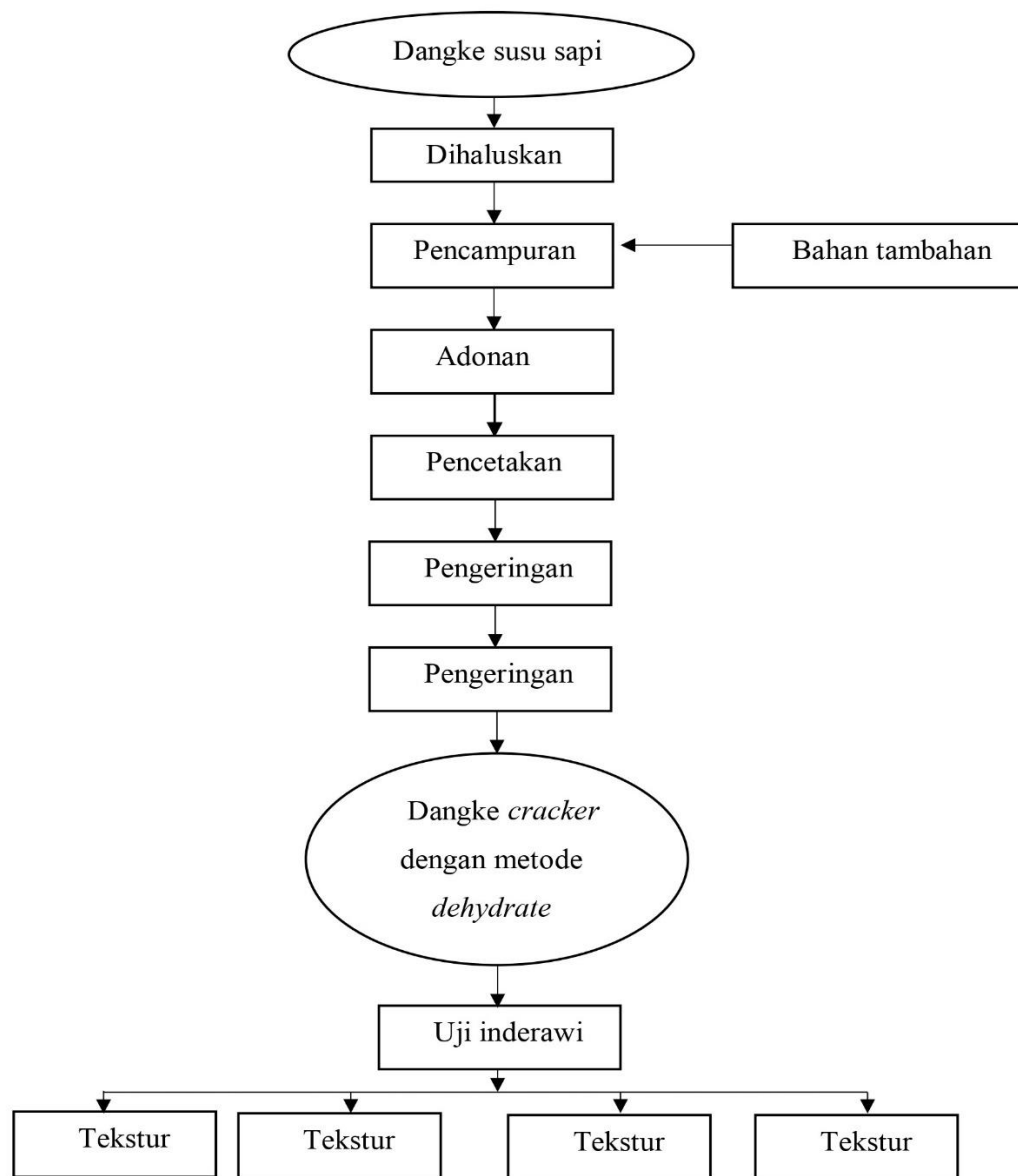 Dangke susu sapi
Dihaluskan
Pencampuran
Bahan tambahan
Adonan
Pencetakan
Pengeringan
Pengeringan
Dangke cracker
dengan metode
dehydrate
Uji inderawi
Tekstur
Tekstur
Tekstur
Tekstur